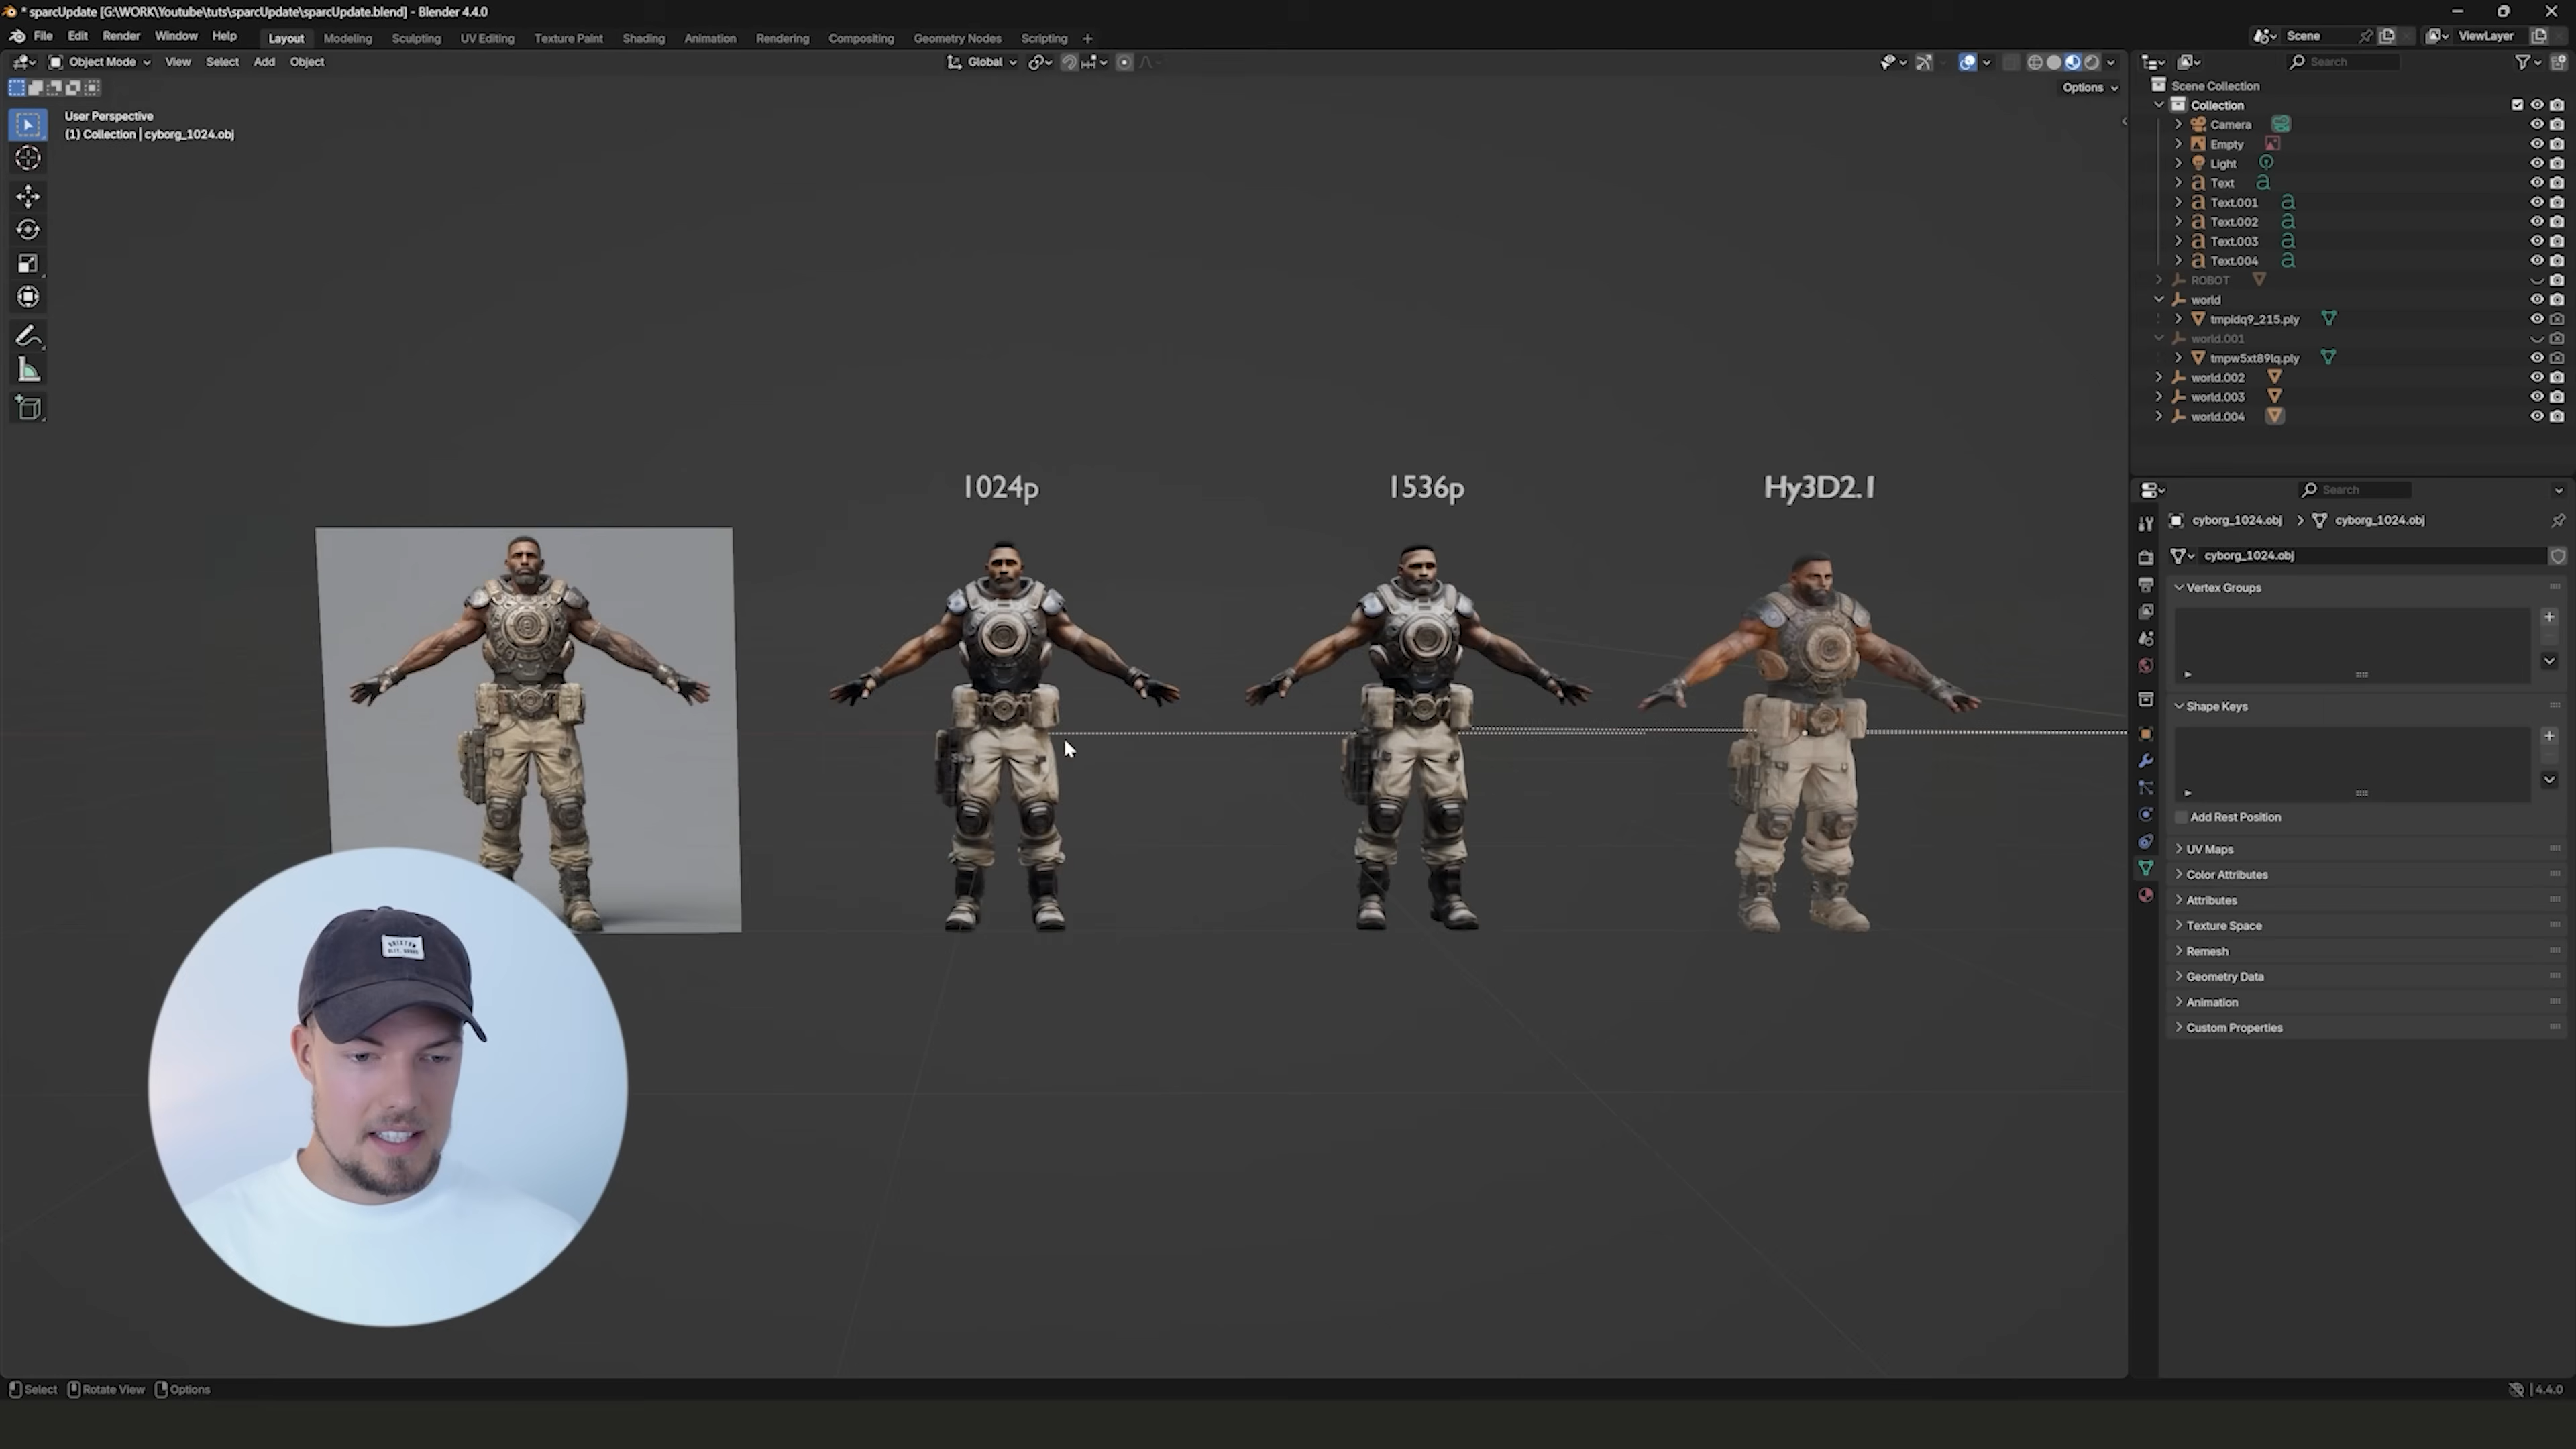 * sparcUpdate [G:\WORK\Youtube\tuts\sparcUpdate\sparcUpdate.blend] - Blender 4.4.0
File Edit Render Window Help Layout Modeling Sculpting UV Editing Texture Paint Shading Animation Rendering Compositing Geometry Nodes Scripting + Scene ViewLayer
Object Mode View Select Add Object Global Search
Options
User Perspective
(1) Collection | cyborg_1024.obj
Scene Collection
Collection
Camera
Empty
Light
Text
Text.001
Text.002
Text.003
Text.004
ROBOT
world
tmpidq9_215.ply
world.001
tmpw5xt89lq.ply
world.002
world.003
world.004
1024p 1536p Hy3D2.1
Search
cyborg_1024.obj > cyborg_1024.obj
cyborg_1024.obj
Vertex Groups
Shape Keys
Add Rest Position
UV Maps
Color Attributes
Attributes
Texture Space
Remesh
Geometry Data
Animation
Custom Properties
BRIXTON
Select Rotate View Options 4.4.0